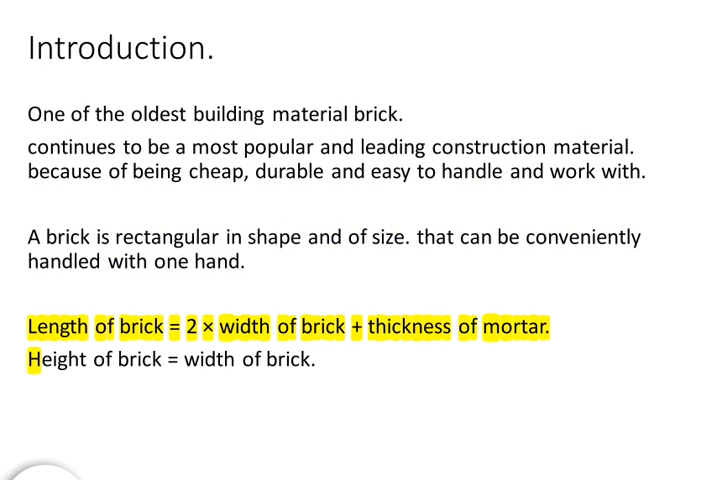 Introduction.
One of the oldest building material brick.
continues to be a most popular and leading construction material.
because of being cheap, durable and easy to handle and work with.
A brick is rectangular in shape and of size. that can be conveniently
handled with one hand.
Length of brick = 2 × width of brick + thickness of mortar.
Height of brick = width of brick.